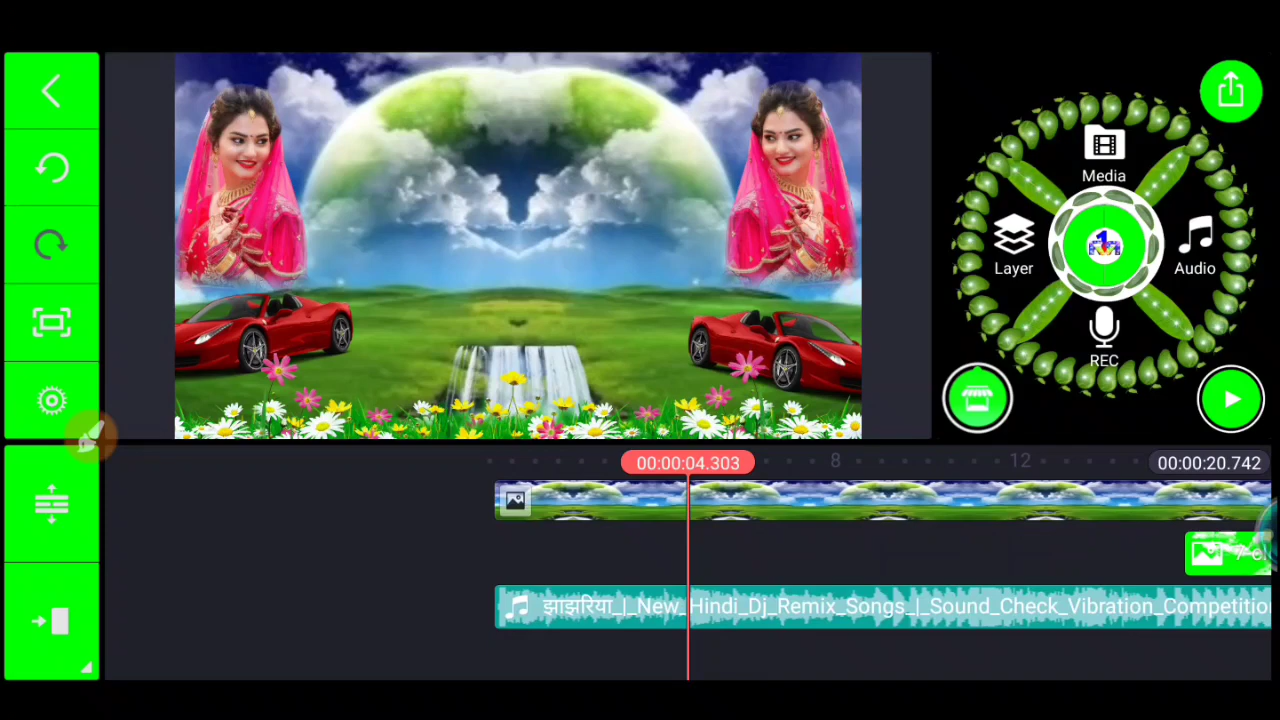 Media
Layer
Audio
REC
00:00:04.303
8
12
00:00:20.742
झाझरिया_|_New_Hindi_Dj_Remix_Songs_|_Sound_Check_Vibration_Competitio